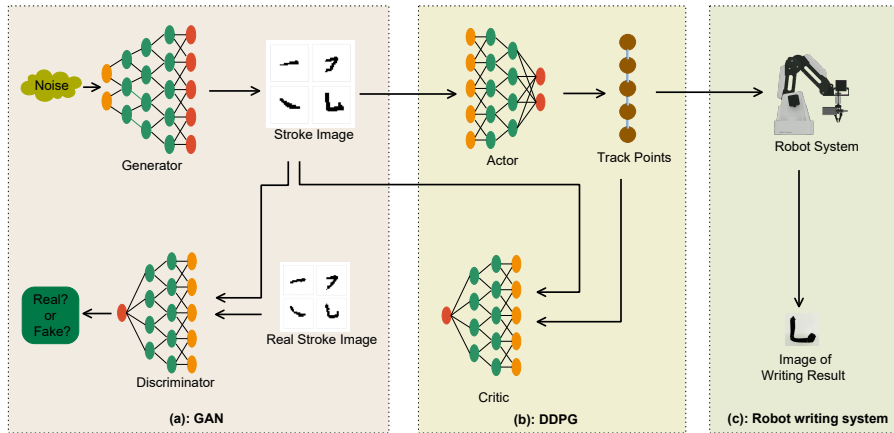 Noise
Generator
Stroke Image
Actor
Track Points
Robot System
Real?
or
Fake?
Discriminator
Real Stroke Image
Critic
Image of
Writing Result
(a): GAN
(b): DDPG
(c): Robot writing system